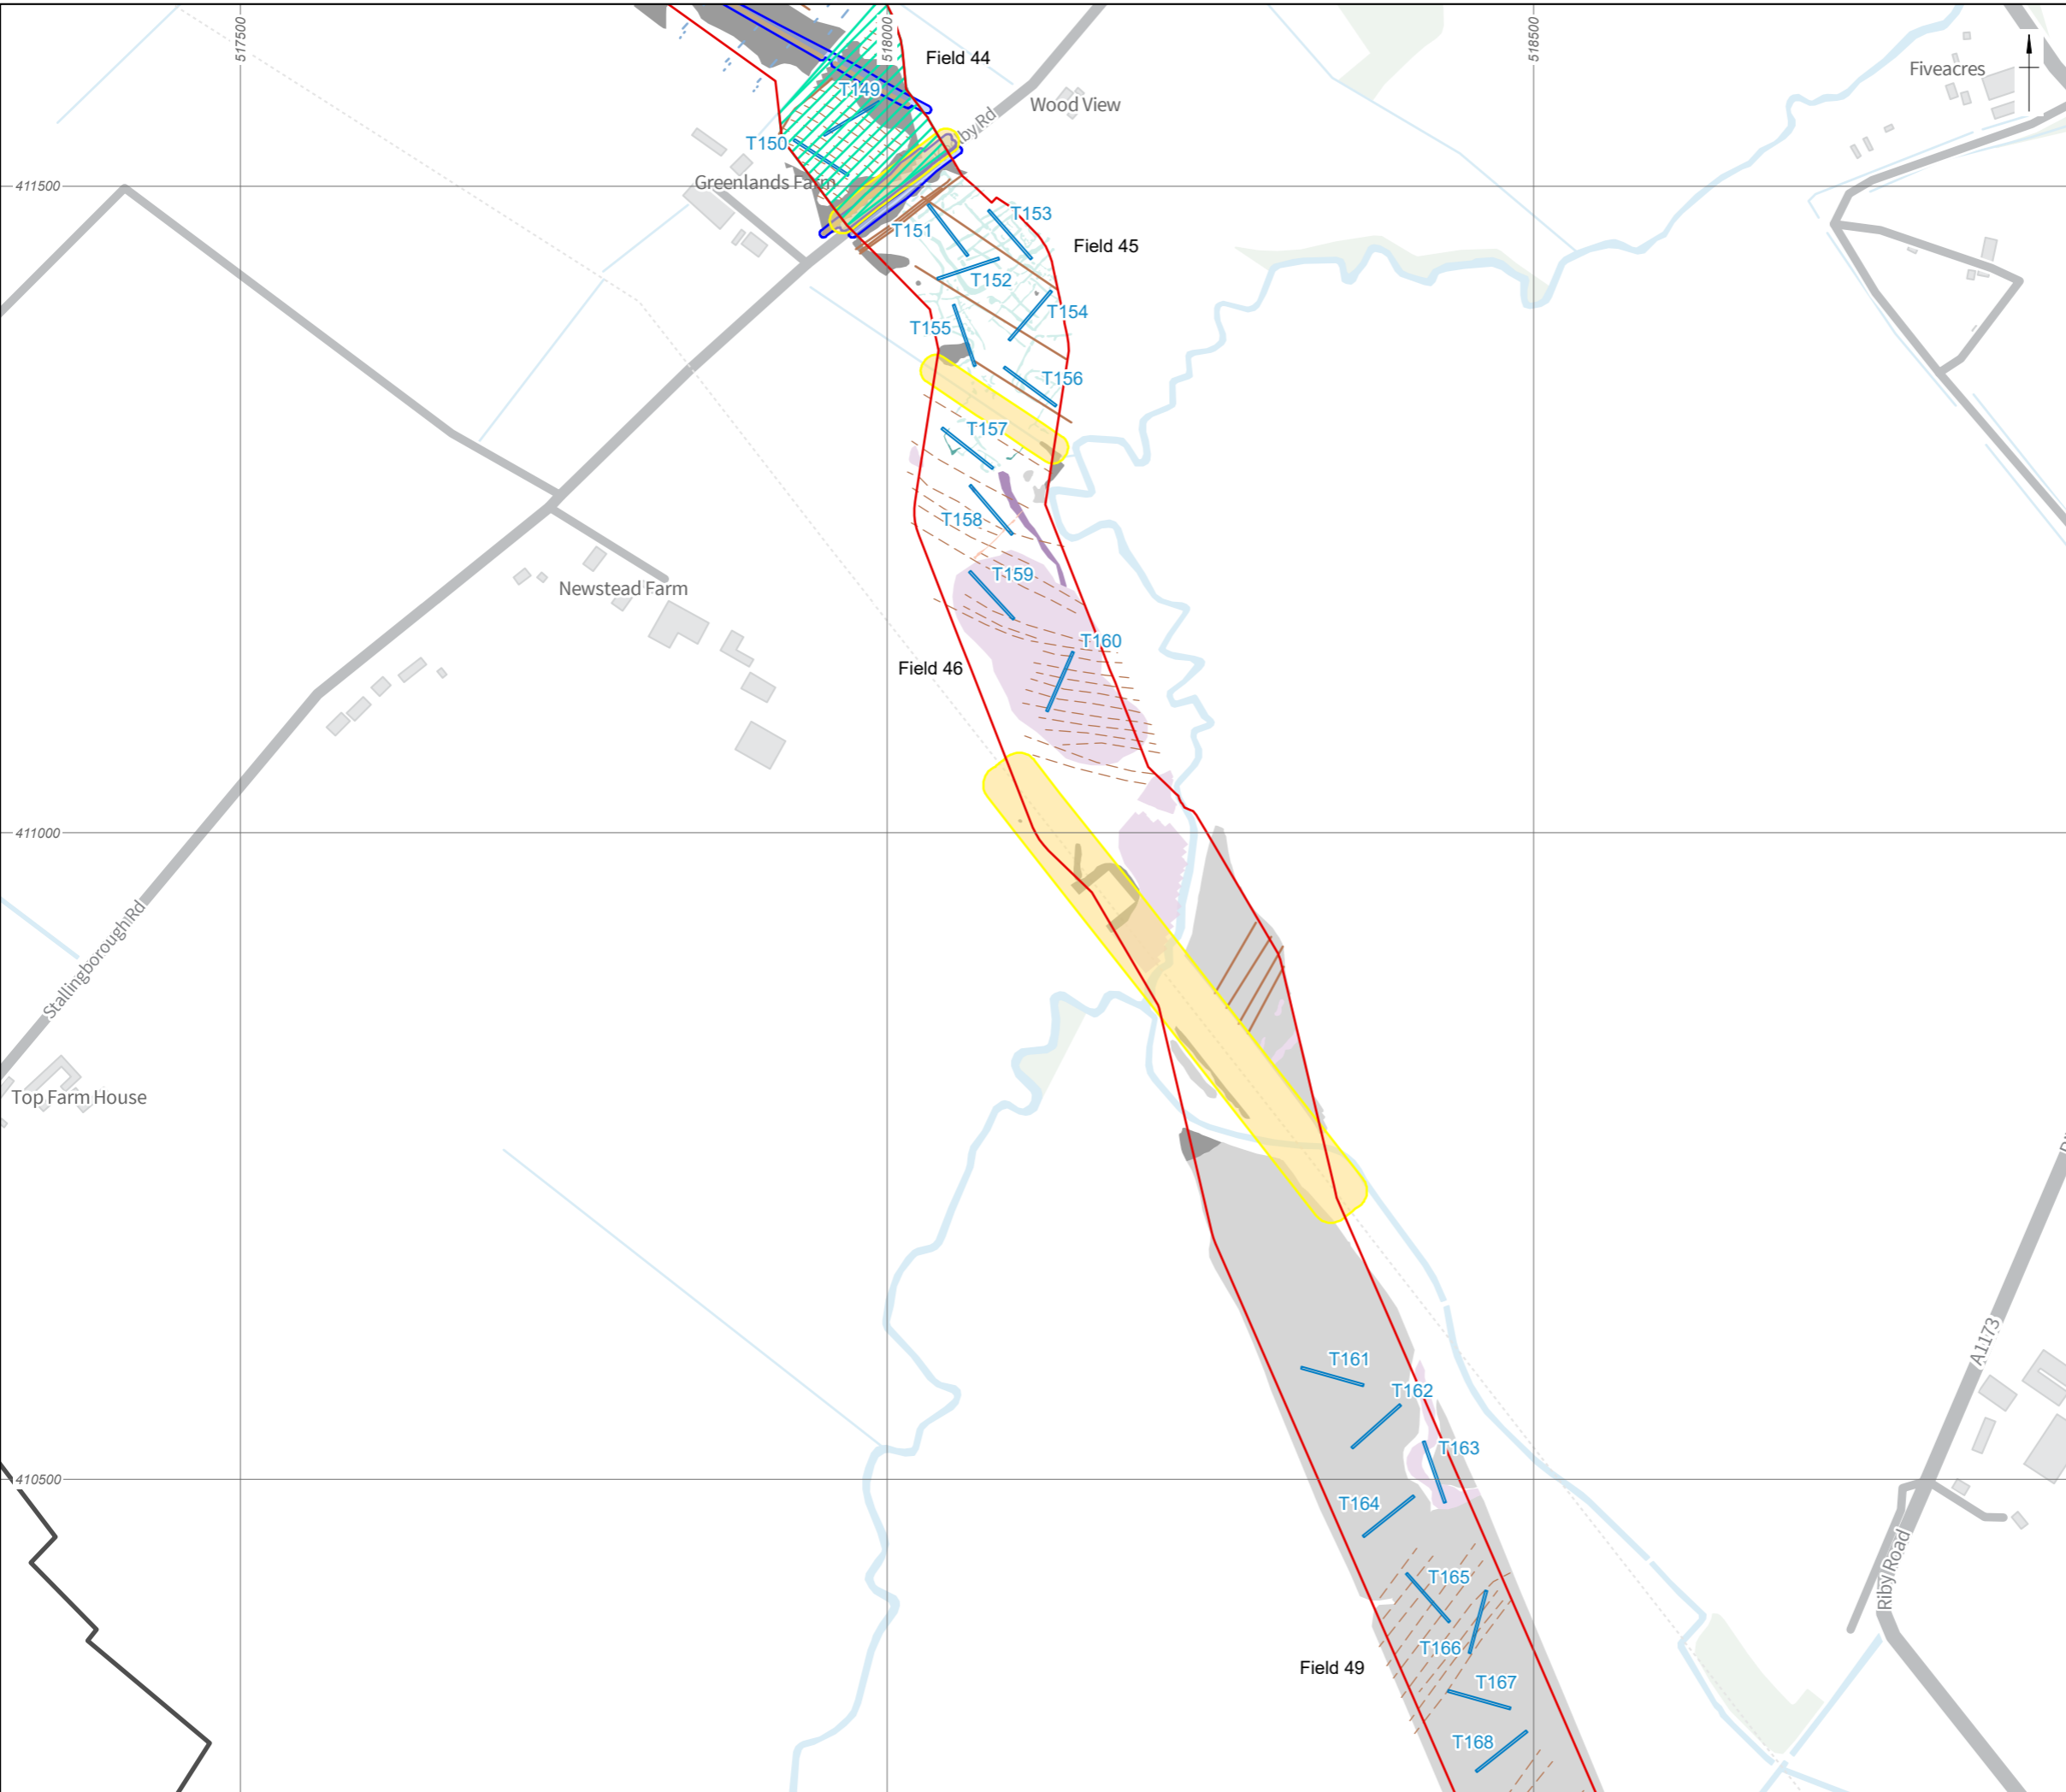 517500
518000
518500
Field 44
Fiveacres
T149
Wood View
T150
Greenlands Farm
411500
T153
T151
Field 45
T152
T154
T155
T156
T157
T158
T159
Newstead Farm
T160
Field 46
411000
Stallingborough Rd
Top Farm House
A1173
T161
T162
T163
410500
T164
Riby Road
T165
T166
Field 49
T167
T168